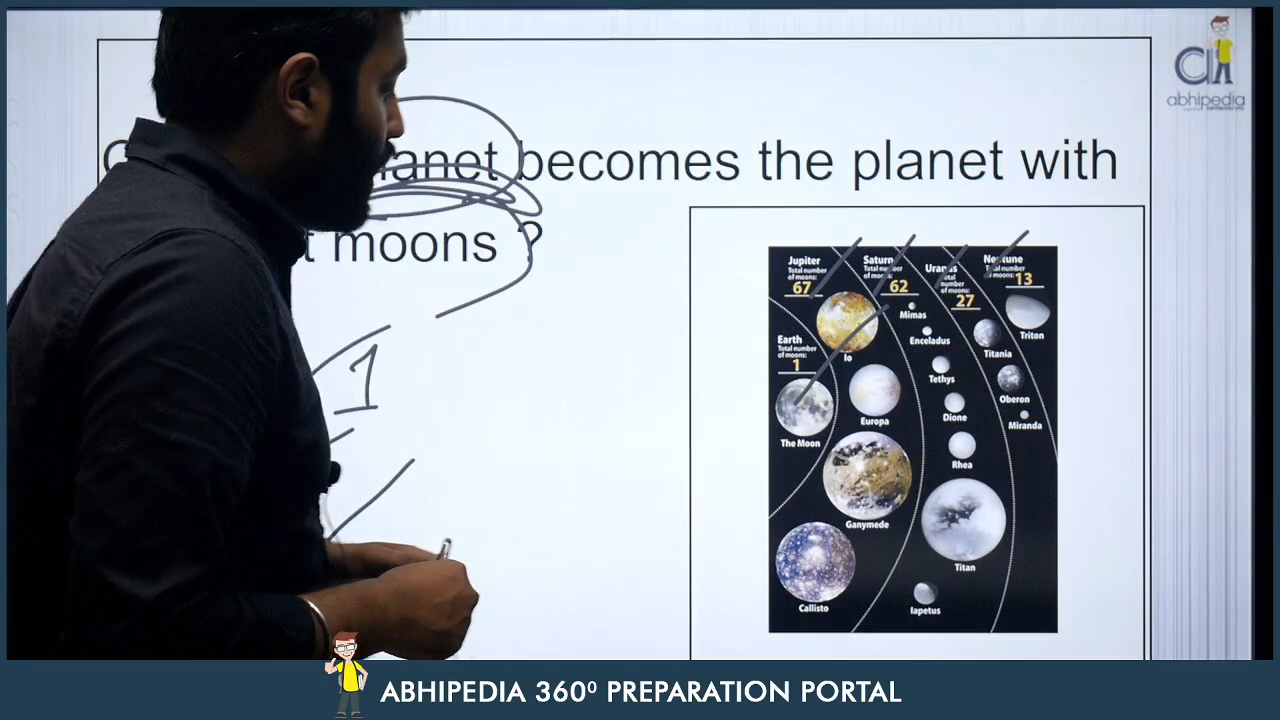 abhipedia
planet becomes the planet with
moons ?
1
Jupiter
Total number
of moons:
67
Saturn
Total number
of moons:
62
Uranus
Total number
of moons:
27
Neptune
Total number
of moons:
13
Earth
Total number
of moons:
1
The Moon
Io
Europa
Ganymede
Callisto
Mimas
Enceladus
Tethys
Dione
Rhea
Titan
Iapetus
Titania
Oberon
Miranda
Triton
ABHIPEDIA 360⁰ PREPARATION PORTAL